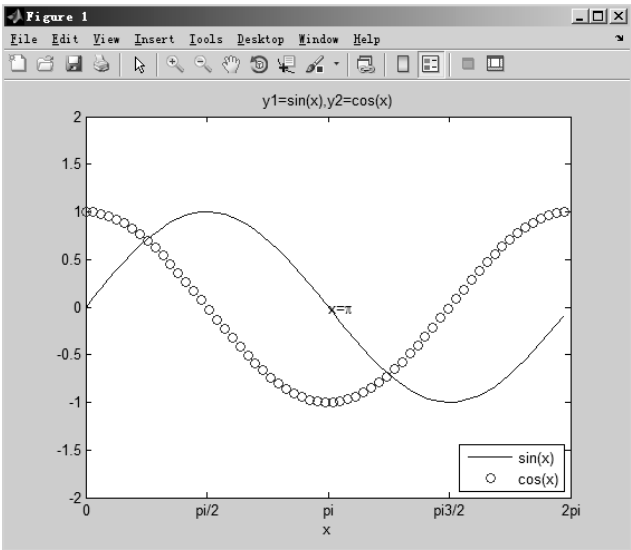 Figure 1
File Edit View Insert Tools Desktop Window Help
y1=sin(x),y2=cos(x)
2
1.5
1
0.5
0
-0.5
-1
-1.5
-2
x=π
sin(x)
cos(x)
0 pi/2 pi pi3/2 2pi
x